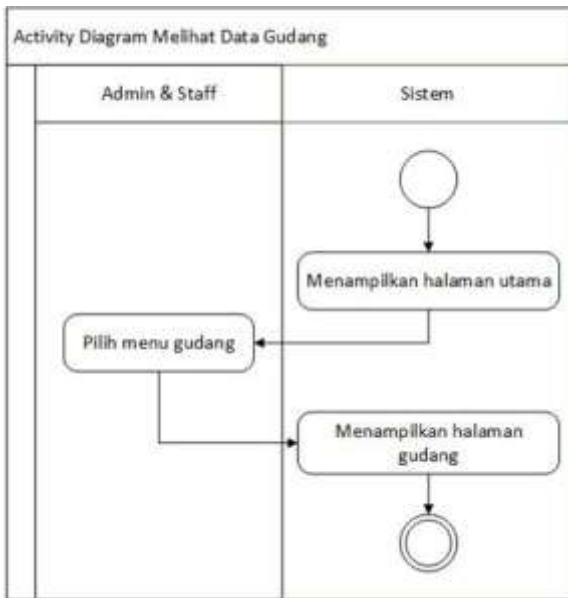 Activity Diagram Melihat Data Gudang
Admin & Staff
Sistem
Menampilkan halaman utama
Pilih menu gudang
Menampilkan halaman
gudang